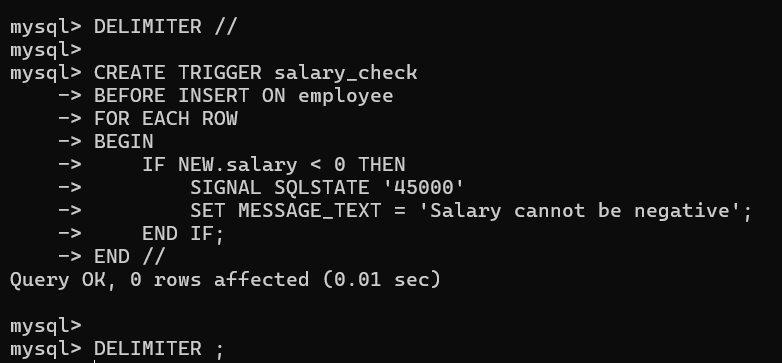 mysql> DELIMITER //
mysql>
mysql> CREATE TRIGGER salary_check
    -> BEFORE INSERT ON employee
    -> FOR EACH ROW
    -> BEGIN
    ->     IF NEW.salary < 0 THEN
    ->         SIGNAL SQLSTATE '45000'
    ->         SET MESSAGE_TEXT = 'Salary cannot be negative';
    ->     END IF;
    -> END //
Query OK, 0 rows affected (0.01 sec)

mysql>
mysql> DELIMITER ;